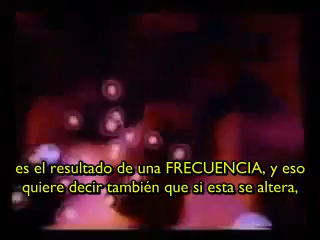 es el resultado de una FRECUENCIA, y eso
quiere decir también que si esta se altera,